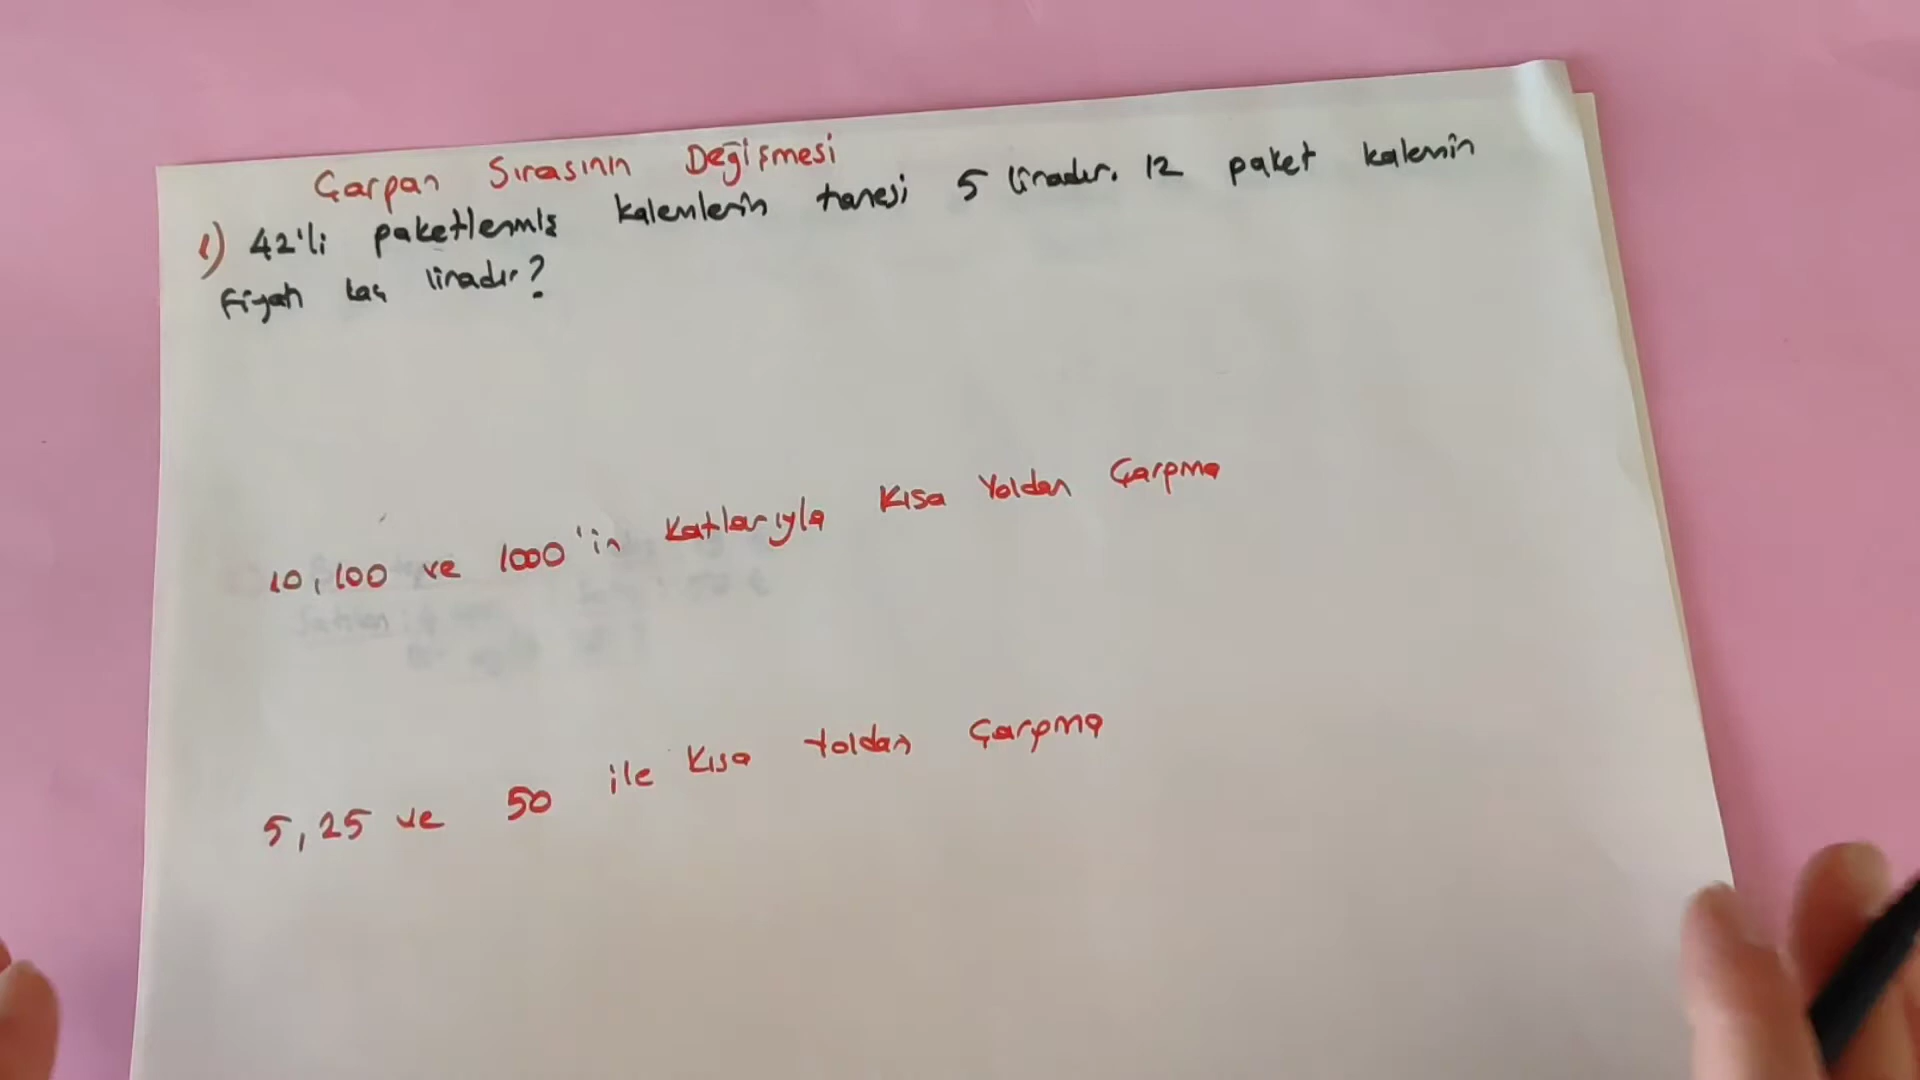 Çarpan Sırasının Değişmesi
1) 42'li paketlenmiş kalemlerin tanesi 5 liradır. 12 paket kalemin
fiyatı kaç liradır?
10, 100 ve 1000'in Katlarıyla Kısa Yoldan Çarpma
5, 25 ve 50 ile Kısa Yoldan Çarpma